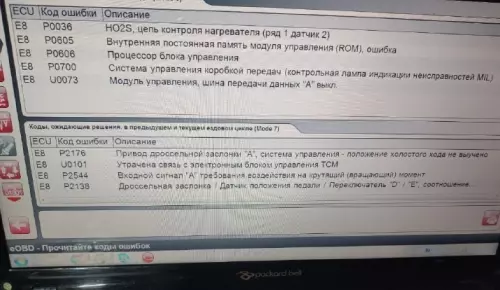 ECU Код ошибки Описание
E8 P0036 HO2S, цепь контроля нагревателя (ряд 1 датчик 2)
E8 P0605 Внутренняя постоянная память модуля управления (ROM), ошибка
E8 P0606 Процессор блока управления
E8 P0700 Система управления коробкой передач (контрольная лампа индикации неисправностей MIL)
E8 U0073 Модуль управления, шина передачи данных "A" выкл.
Коды, ожидающие решения, в предыдущем и текущем ездовом цикле (Mode 7)
ECU Код ошибки Описание
E8 P2176 Привод дроссельной заслонки "A", система управления - положение холостого хода не выучено
E8 U0101 Утрачена связь с электронным блоком управления TCM
E8 P2544 Входной сигнал "A" требования воздействия на крутящий (вращающий) момент
E8 P2138 Дроссельная заслонка / Датчик положения педали / Переключатель "D" / "E", соотношение...
eOBD - Прочитайте коды ошибок
packard bell